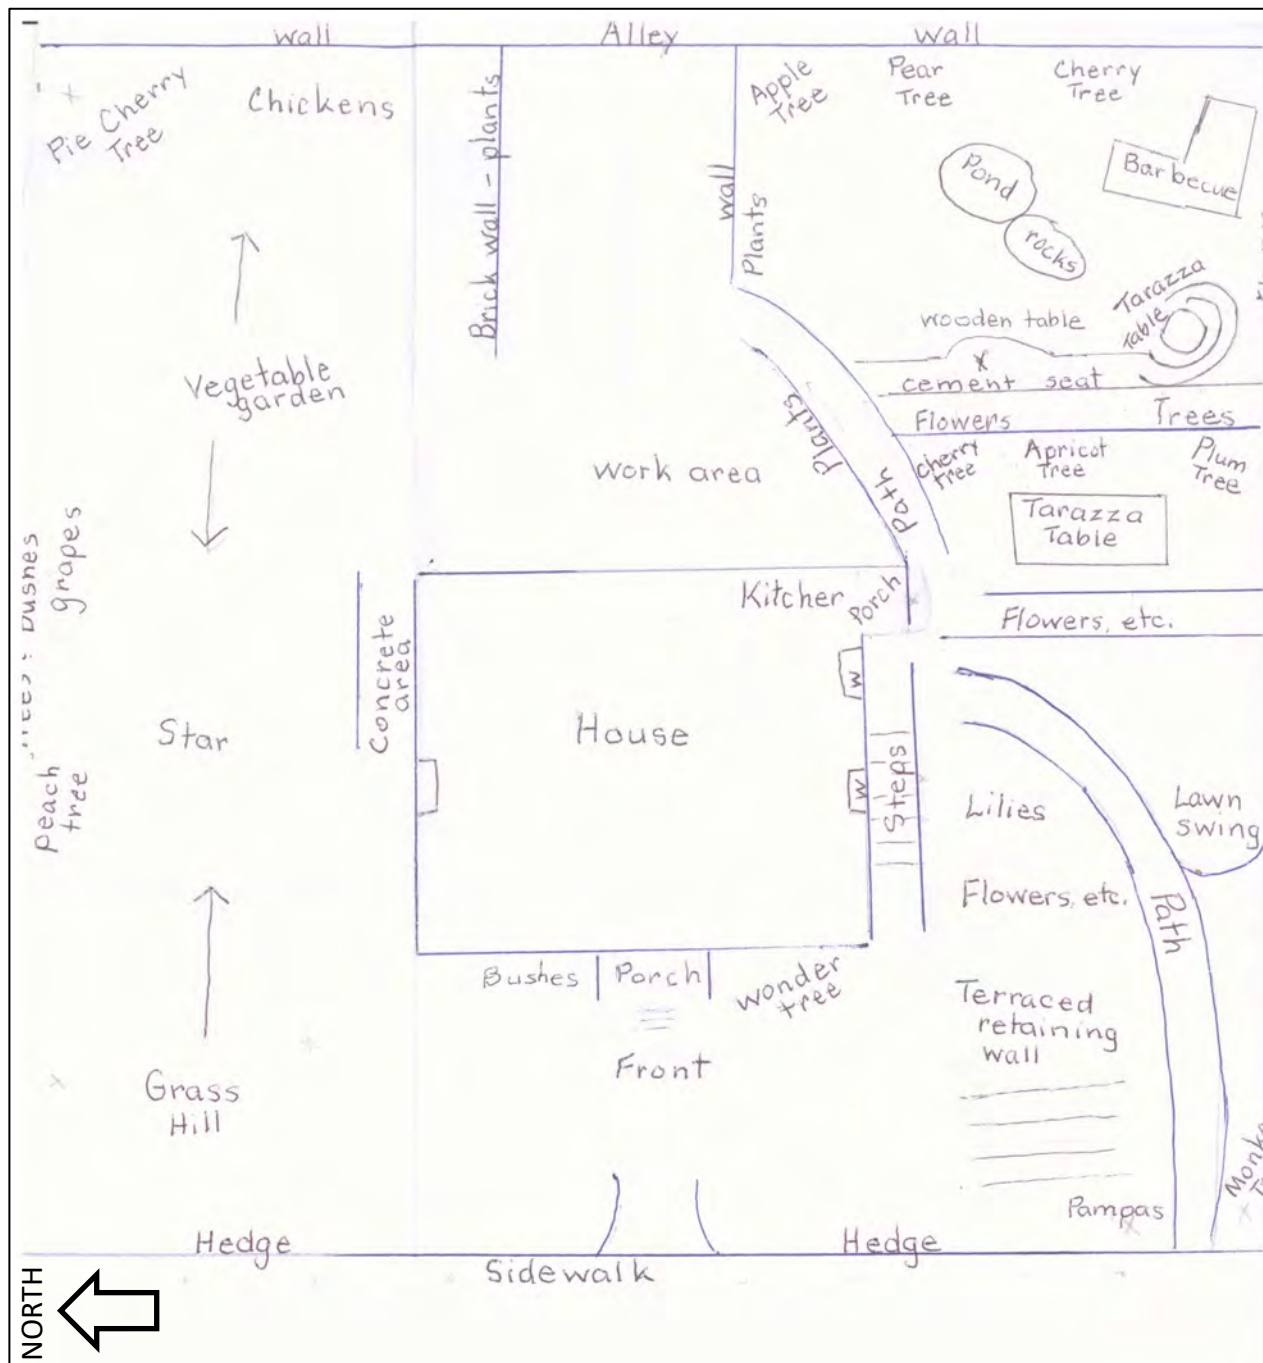 wall
Alley
wall
Pie Cherry
Tree
Chickens
Brick wall - plants
wall
Plants
Apple
Tree
Pear
Tree
Cherry
Tree
Pond
rocks
Barbecue
Tarazza
Table
wooden table
x
cement seat
Flowers
Trees
Vegetable
garden
Plants
Path
work area
cherry
tree
Apricot
Tree
Plum
Tree
Tarazza
Table
Flowers, etc.
grapes
Bushes
Concrete
area
Kitcher
Porch
W
W
Steps
House
Star
peach
tree
Lilies
Lawn
swing
Flowers, etc.
Path
Bushes
Porch
wonder
tree
Front
Terraced
retaining
wall
Grass
Hill
Pampas
Hedge
Hedge
Sidewalk
NORTH